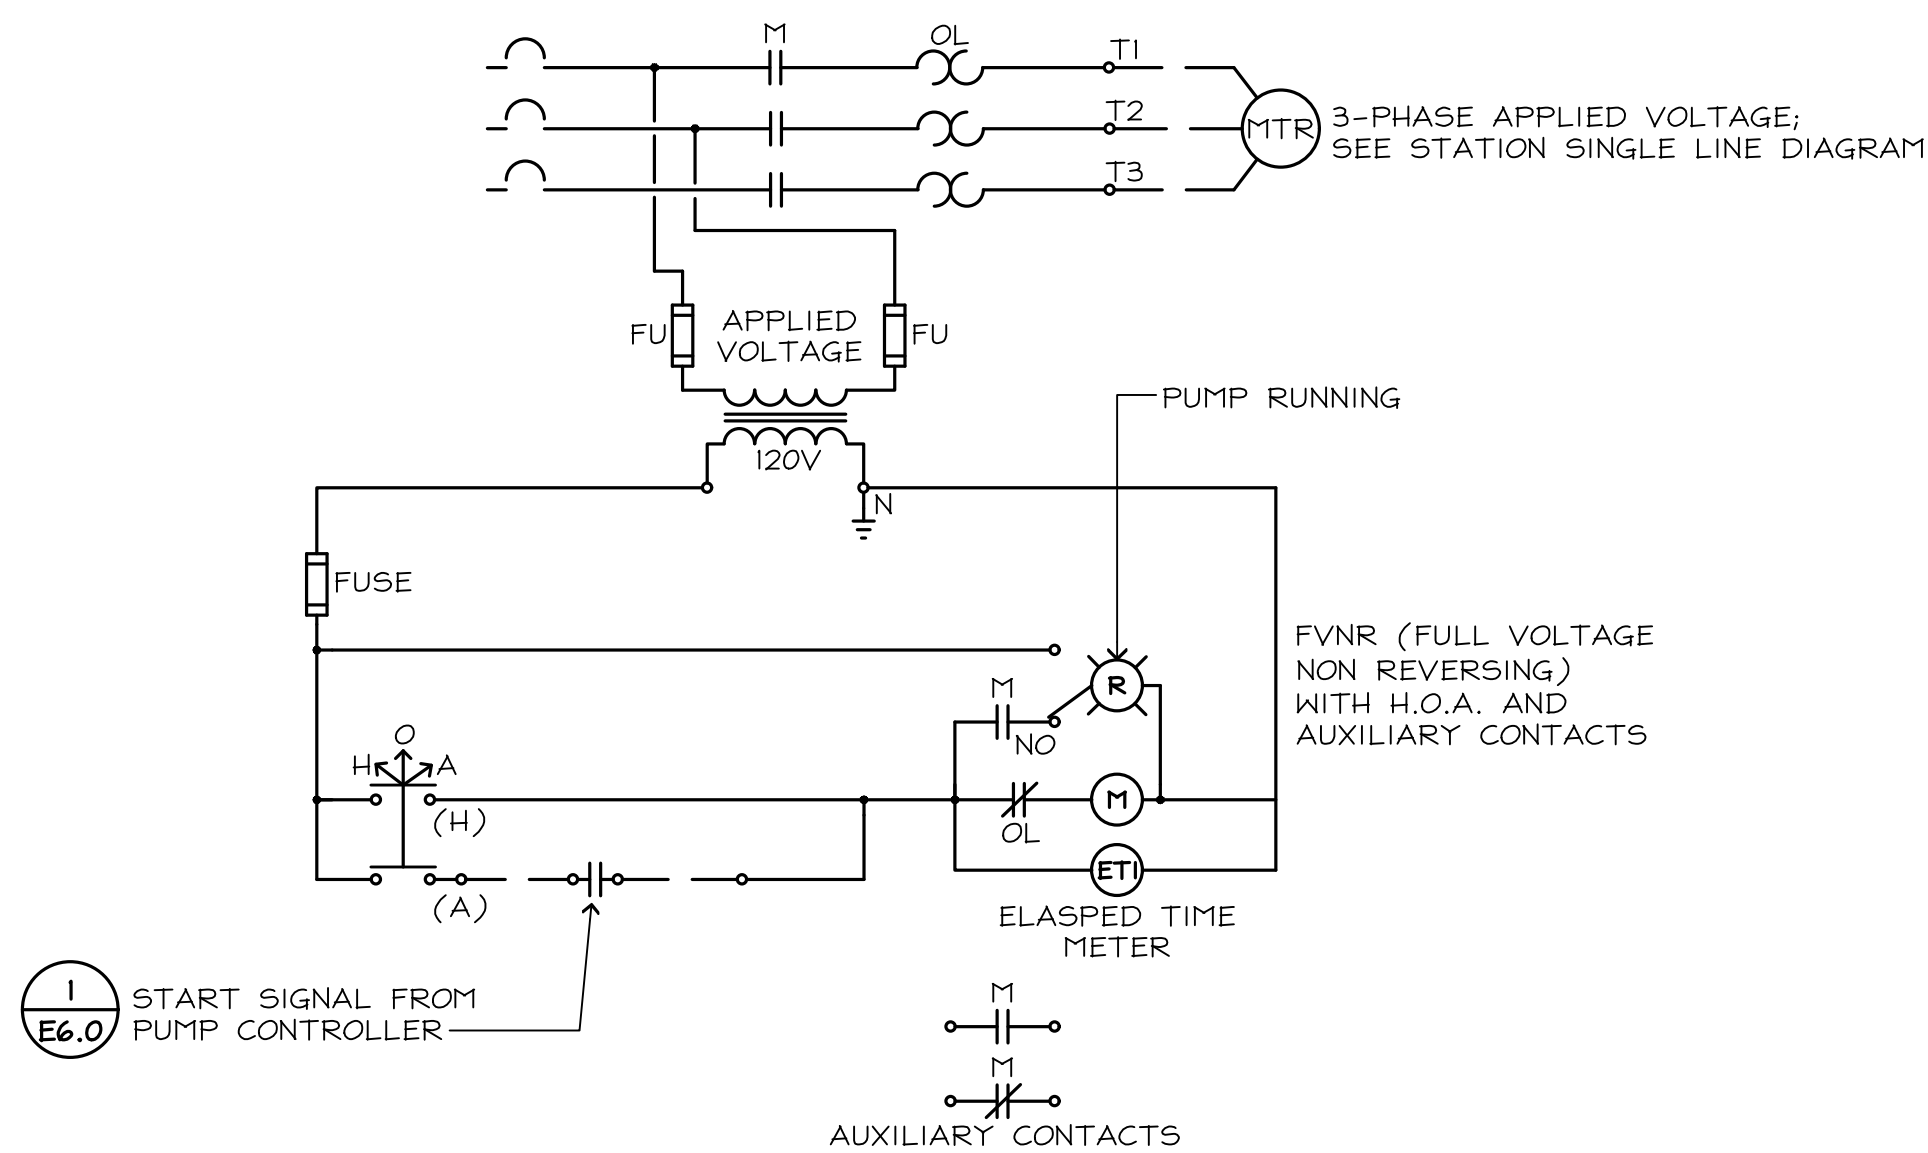 M
OL
T1
T2
T3
MTR
3-PHASE APPLIED VOLTAGE;
SEE STATION SINGLE LINE DIAGRAM
FU
APPLIED
VOLTAGE
FU
120V
N
PUMP RUNNING
FUSE
FVNR (FULL VOLTAGE
NON REVERSING)
WITH H.O.A. AND
AUXILIARY CONTACTS
R
M
NO
O
H
A
(H)
OL
M
(A)
ETI
ELASPED TIME
METER
1
E6.0
START SIGNAL FROM
PUMP CONTROLLER
M
M
AUXILIARY CONTACTS